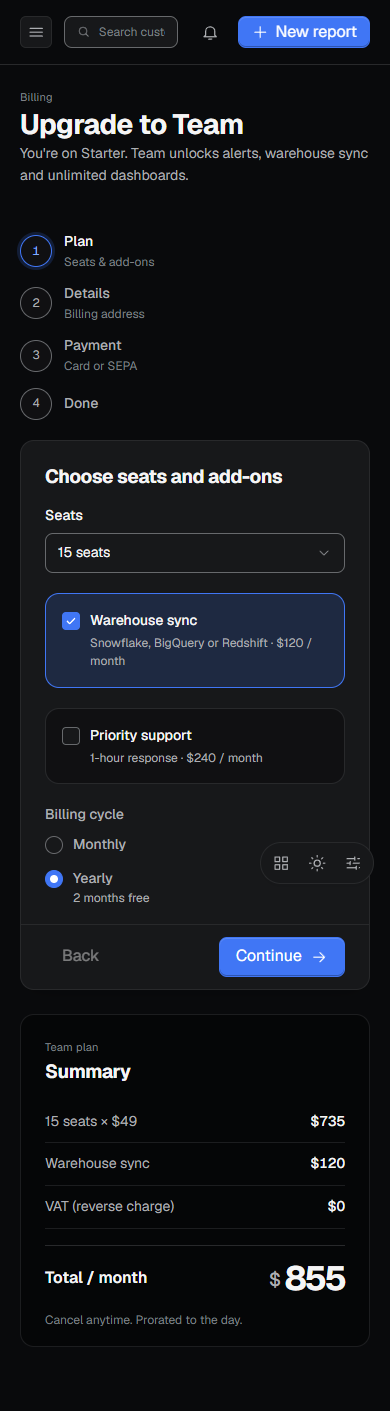 Search cust
New report
Billing
Upgrade to Team
You're on Starter. Team unlocks alerts, warehouse sync
and unlimited dashboards.
1
Plan
Seats & add-ons
2
Details
Billing address
3
Payment
Card or SEPA
4
Done
Choose seats and add-ons
Seats
15 seats
Warehouse sync
Snowflake, BigQuery or Redshift · $120 /
month
Priority support
1-hour response · $240 / month
Billing cycle
Monthly
Yearly
2 months free
Back
Continue
Team plan
Summary
15 seats × $49 $735
Warehouse sync $120
VAT (reverse charge) $0
Total / month $ 855
Cancel anytime. Prorated to the day.